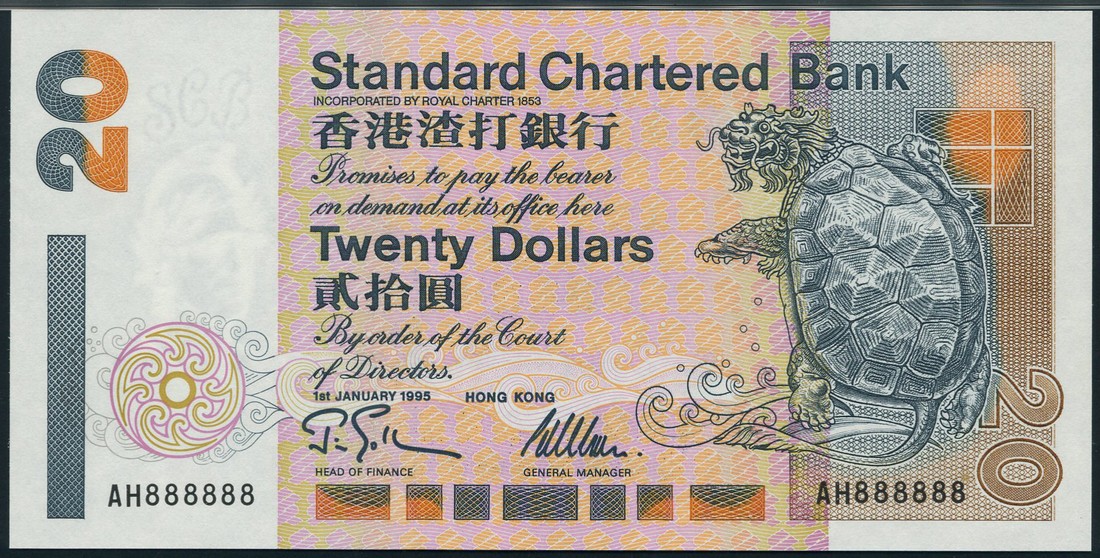 20
Standard Chartered Bank
INCORPORATED BY ROYAL CHARTER 1853
香港渣打銀行
Promises to pay the bearer
on demand at its office here
Twenty Dollars
貳拾圓
By order of the Court
of Directors.
1st JANUARY 1995 HONG KONG
HEAD OF FINANCE GENERAL MANAGER
20
AH888888 AH888888